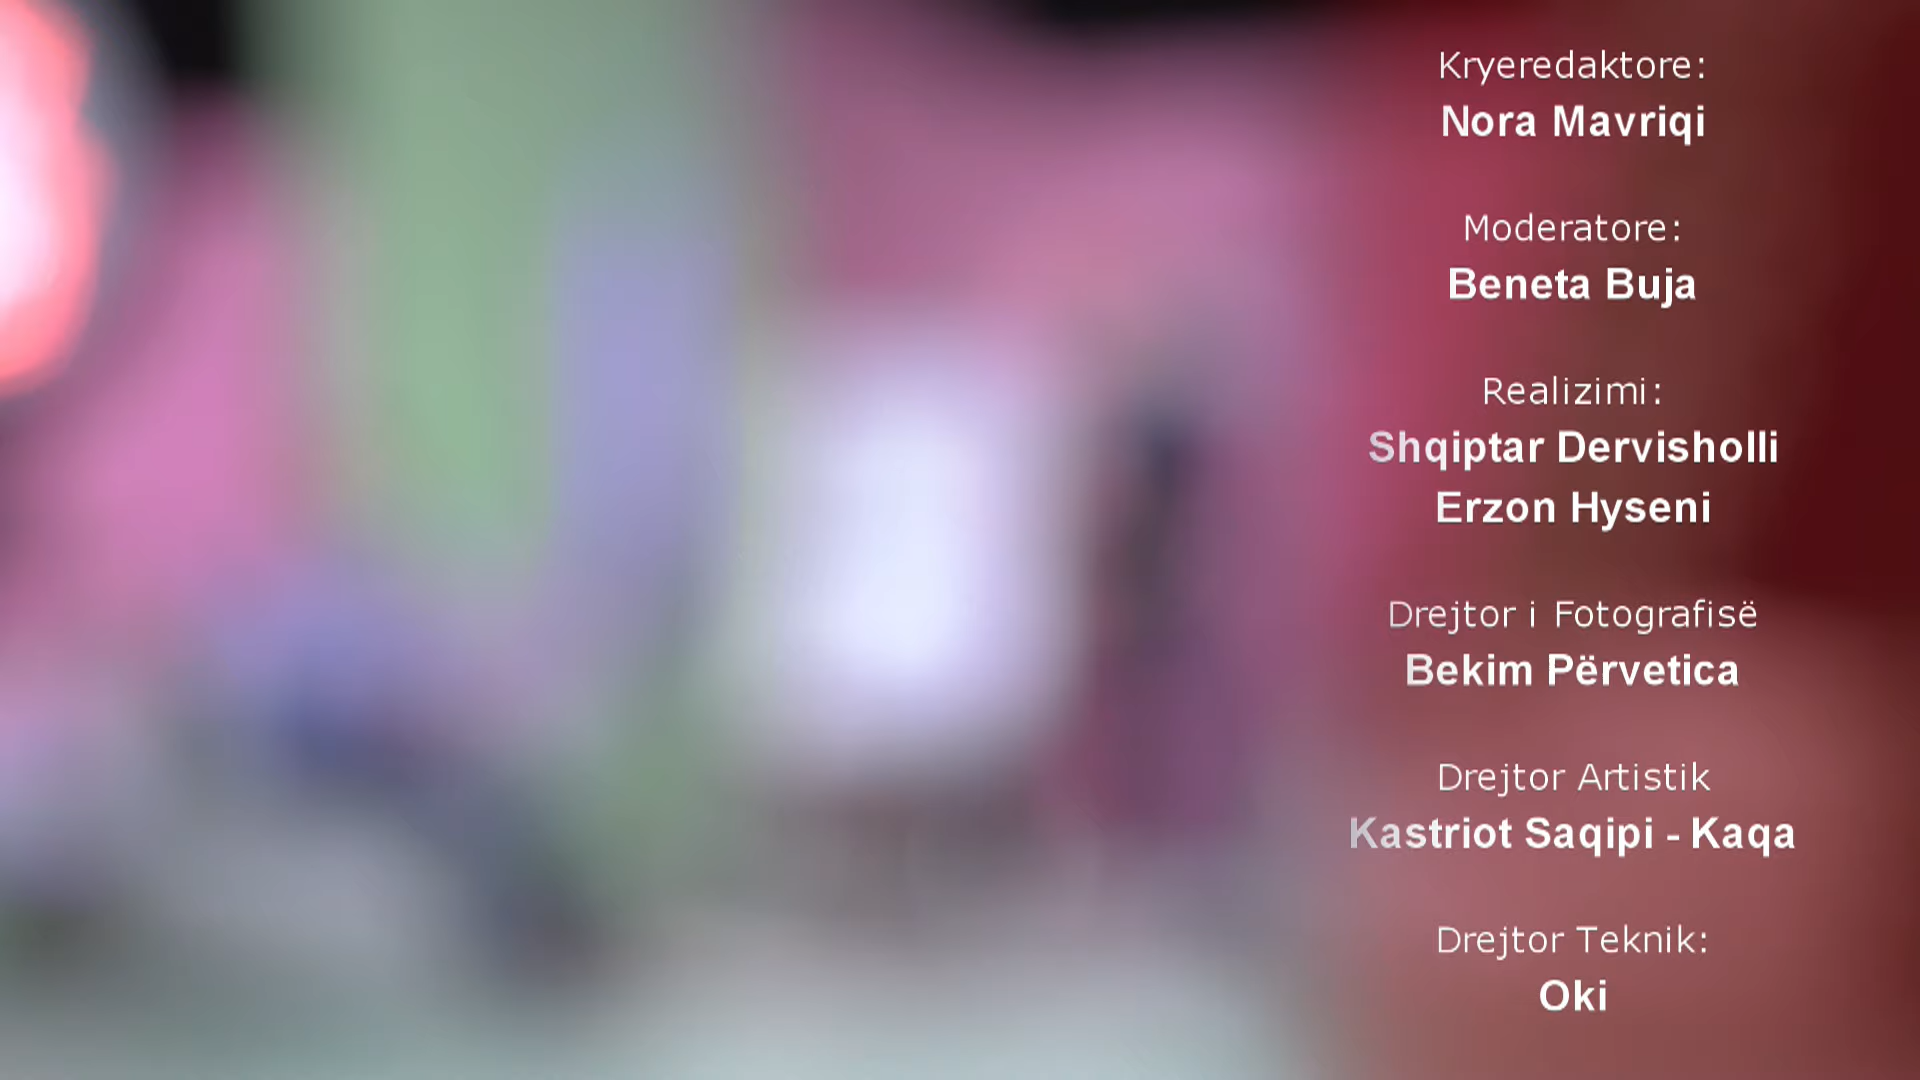 Kryeredaktore:
Nora Mavriqi
Moderatore:
Beneta Buja
Realizimi:
Shqiptar Dervisholli
Erzon Hyseni
Drejtor i Fotografisë
Bekim Përvetica
Drejtor Artistik
Kastriot Saqipi - Kaqa
Drejtor Teknik:
Oki